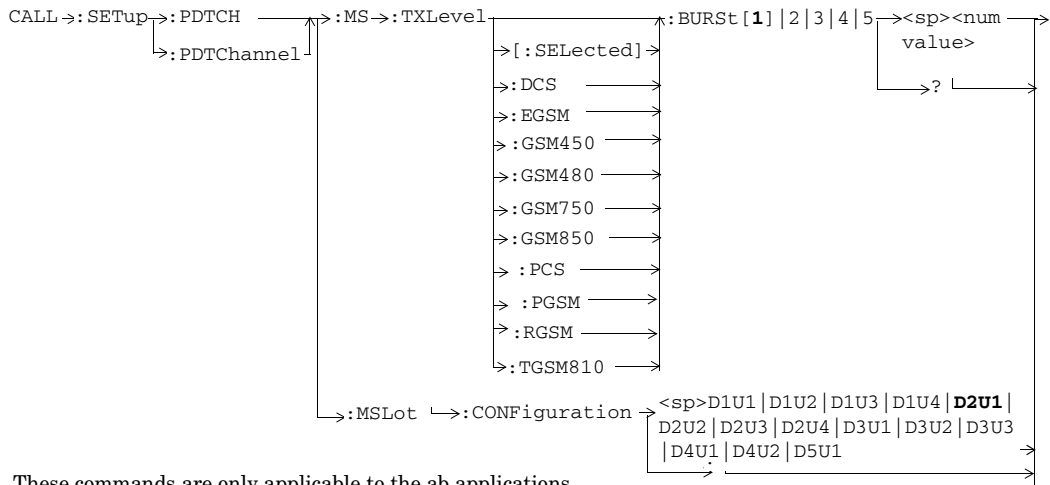 CALL :SETup :PDTCH :MS :TXLevel :BURSt[1]|2|3|4|5 <sp><num
value>
:PDTChannel
[:SELected]
?
:DCS
:EGSM
:GSM450
:GSM480
:GSM750
:GSM850
:PCS
:PGSM
:RGSM
:TGSM810
:MSLot :CONFiguration <sp>D1U1|D1U2|D1U3|D1U4|D2U1|
D2U2|D2U3|D2U4|D3U1|D3U2|D3U3
|D4U1|D4U2|D5U1
These commands are only applicable to the ab applications